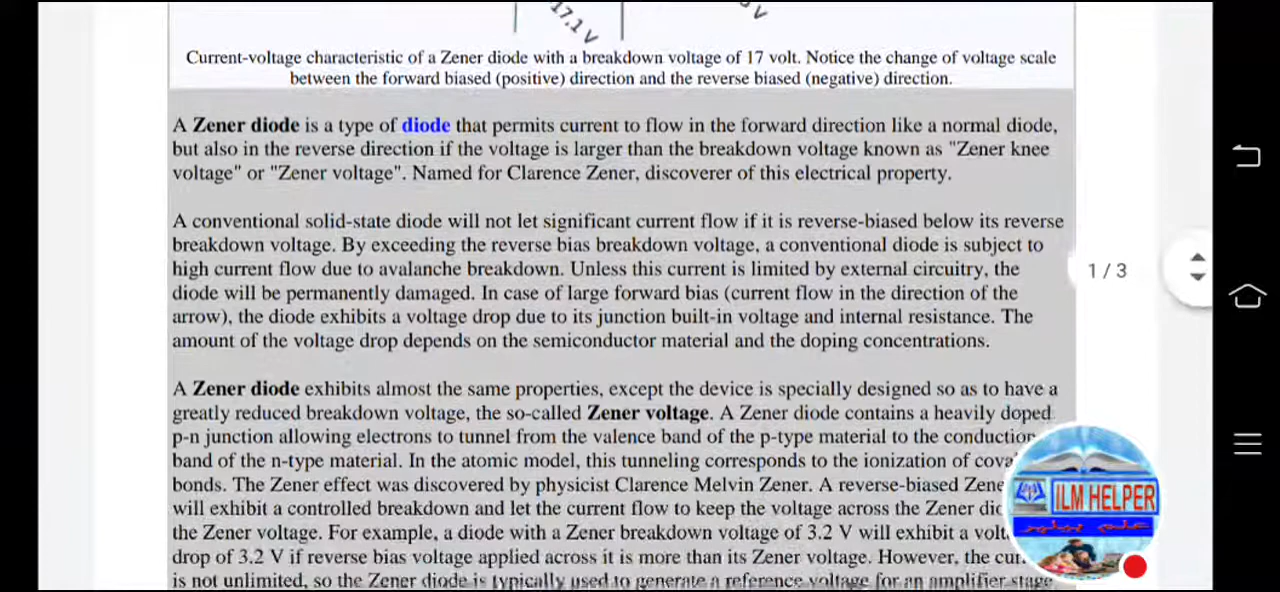 17.1 V
V
Current-voltage characteristic of a Zener diode with a breakdown voltage of 17 volt. Notice the change of voltage scale
between the forward biased (positive) direction and the reverse biased (negative) direction.
A Zener diode is a type of diode that permits current to flow in the forward direction like a normal diode,
but also in the reverse direction if the voltage is larger than the breakdown voltage known as "Zener knee
voltage" or "Zener voltage". Named for Clarence Zener, discoverer of this electrical property.
A conventional solid-state diode will not let significant current flow if it is reverse-biased below its reverse
breakdown voltage. By exceeding the reverse bias breakdown voltage, a conventional diode is subject to
high current flow due to avalanche breakdown. Unless this current is limited by external circuitry, the
diode will be permanently damaged. In case of large forward bias (current flow in the direction of the
arrow), the diode exhibits a voltage drop due to its junction built-in voltage and internal resistance. The
amount of the voltage drop depends on the semiconductor material and the doping concentrations.
A Zener diode exhibits almost the same properties, except the device is specially designed so as to have a
greatly reduced breakdown voltage, the so-called Zener voltage. A Zener diode contains a heavily doped
p-n junction allowing electrons to tunnel from the valence band of the p-type material to the conduction
band of the n-type material. In the atomic model, this tunneling corresponds to the ionization of cova
bonds. The Zener effect was discovered by physicist Clarence Melvin Zener. A reverse-biased Zene
will exhibit a controlled breakdown and let the current flow to keep the voltage across the Zener dio
the Zener voltage. For example, a diode with a Zener breakdown voltage of 3.2 V will exhibit a volt
drop of 3.2 V if reverse bias voltage applied across it is more than its Zener voltage. However, the cur
is not unlimited, so the Zener diode is typically used to generate a reference voltage for an amplifier stage
1 / 3
ILM HELPER
علم ہیلپر